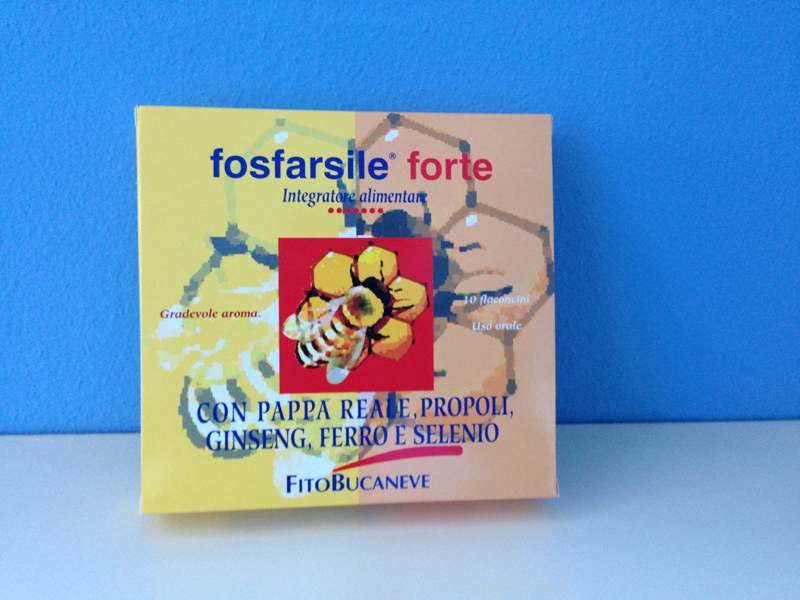 fosfarsile® forte
Integratore alimentare
Gradevole aroma.
10 flaconcini
Uso orale
CON PAPPA REALE, PROPOLI,
GINSENG, FERRO E SELENIO
FITOBUCANEVE